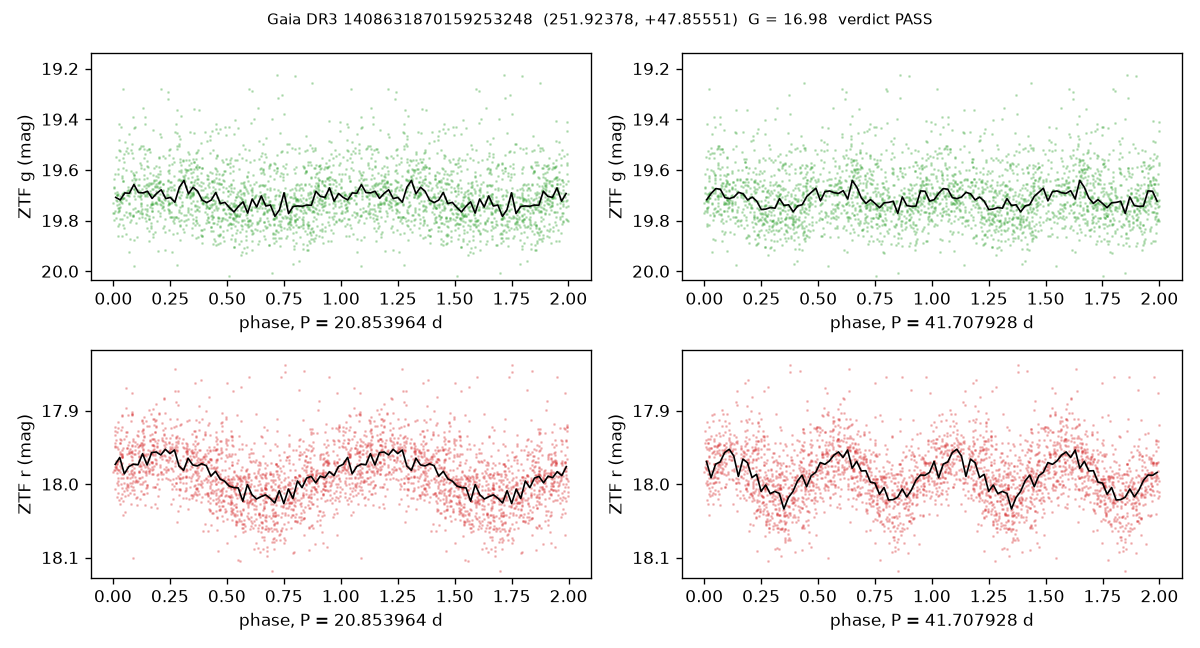 Gaia DR3 1408631870159253248 (251.92378, +47.85551) G = 16.98 verdict PASS
ZTF g (mag)
19.2
19.4
19.6
19.8
20.0
0.00 0.25 0.50 0.75 1.00 1.25 1.50 1.75 2.00
phase, P = 20.853964 d
ZTF g (mag)
19.2
19.4
19.6
19.8
20.0
0.00 0.25 0.50 0.75 1.00 1.25 1.50 1.75 2.00
phase, P = 41.707928 d
ZTF r (mag)
17.9
18.0
18.1
0.00 0.25 0.50 0.75 1.00 1.25 1.50 1.75 2.00
phase, P = 20.853964 d
ZTF r (mag)
17.9
18.0
18.1
0.00 0.25 0.50 0.75 1.00 1.25 1.50 1.75 2.00
phase, P = 41.707928 d